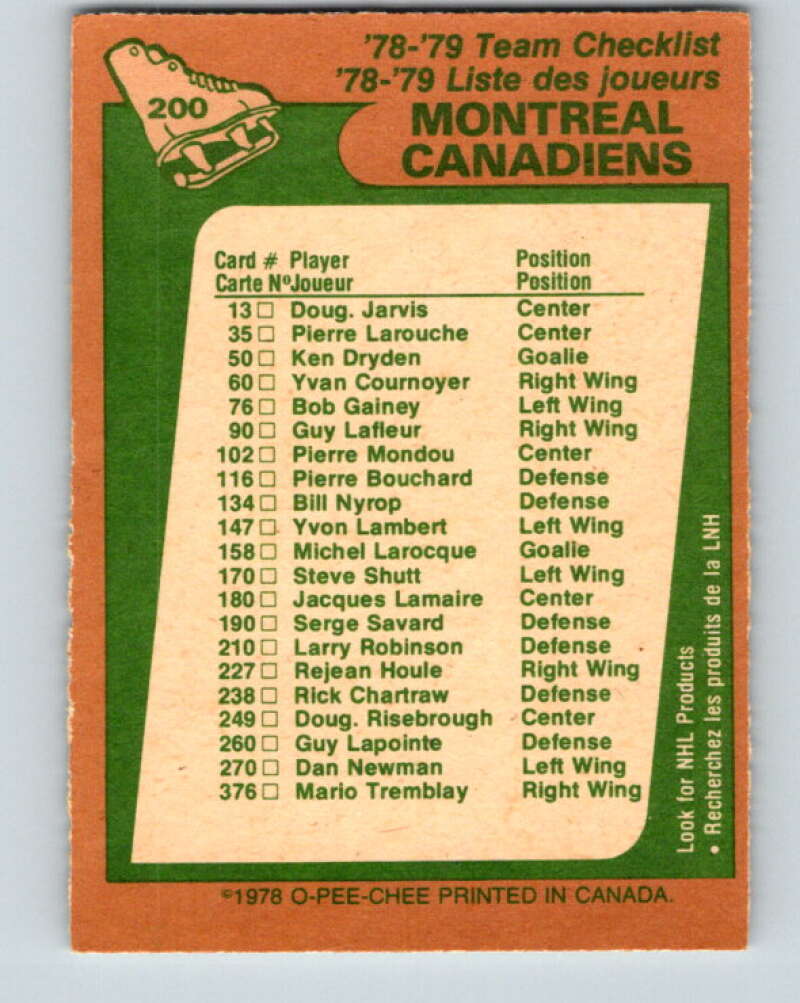 200
'78-'79 Team Checklist
'78-'79 Liste des joueurs
MONTREAL
CANADIENS
Card # Player Position
Carte Nº Joueur Position
13 □ Doug. Jarvis Center
35 □ Pierre Larouche Center
50 □ Ken Dryden Goalie
60 □ Yvan Cournoyer Right Wing
76 □ Bob Gainey Left Wing
90 □ Guy Lafleur Right Wing
102 □ Pierre Mondou Center
116 □ Pierre Bouchard Defense
134 □ Bill Nyrop Defense
147 □ Yvon Lambert Left Wing
158 □ Michel Larocque Goalie
170 □ Steve Shutt Left Wing
180 □ Jacques Lamaire Center
190 □ Serge Savard Defense
210 □ Larry Robinson Defense
227 □ Rejean Houle Right Wing
238 □ Rick Chartraw Defense
249 □ Doug. Risebrough Center
260 □ Guy Lapointe Defense
270 □ Dan Newman Left Wing
376 □ Mario Tremblay Right Wing
Look for NHL Products
• Recherchez les produits de la LNH
©1978 O-PEE-CHEE PRINTED IN CANADA.